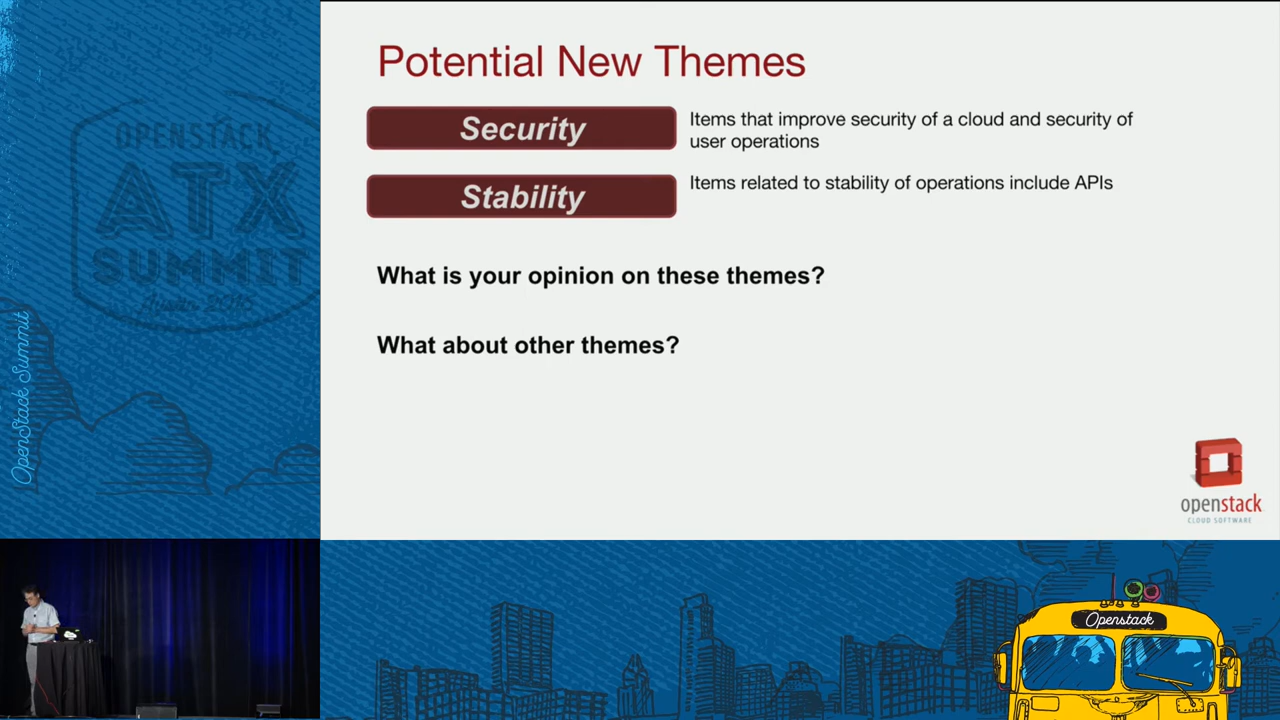 Potential New Themes
Security
Items that improve security of a cloud and security of
user operations
Stability
Items related to stability of operations include APIs
What is your opinion on these themes?
What about other themes?
openstack
CLOUD SOFTWARE
OPENSTACK
ATX
SUMMIT
Austin 2016
OpenStack Summit
Openstack